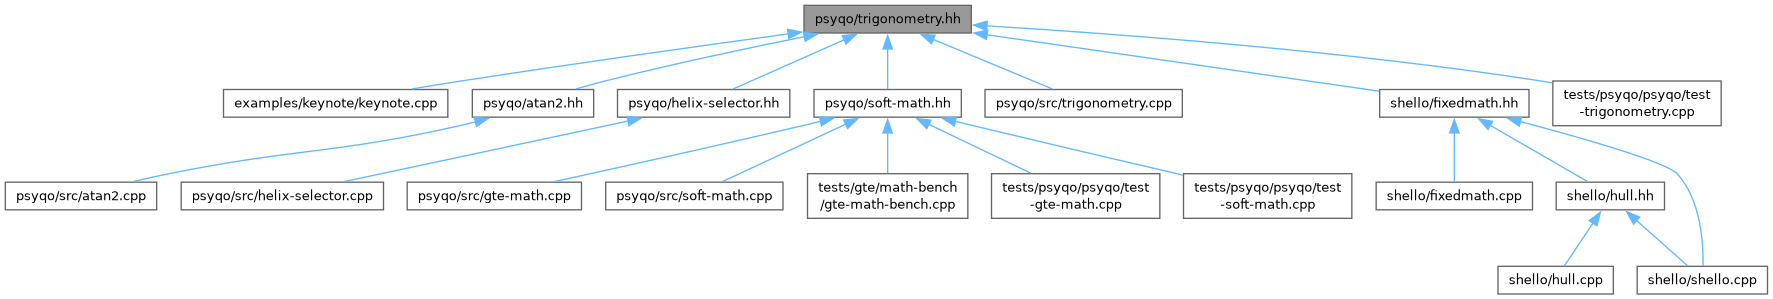 psyqo/trigonometry.hh
examples/keynote/keynote.cpp
psyqo/atan2.hh
psyqo/helix-selector.hh
psyqo/soft-math.hh
psyqo/src/trigonometry.cpp
shello/fixedmath.hh
tests/psyqo/psyqo/test
-trigonometry.cpp
psyqo/src/atan2.cpp
psyqo/src/helix-selector.cpp
psyqo/src/gte-math.cpp
psyqo/src/soft-math.cpp
tests/gte/math-bench
/gte-math-bench.cpp
tests/psyqo/psyqo/test
-gte-math.cpp
tests/psyqo/psyqo/test
-soft-math.cpp
shello/fixedmath.cpp
shello/hull.hh
shello/hull.cpp
shello/shello.cpp